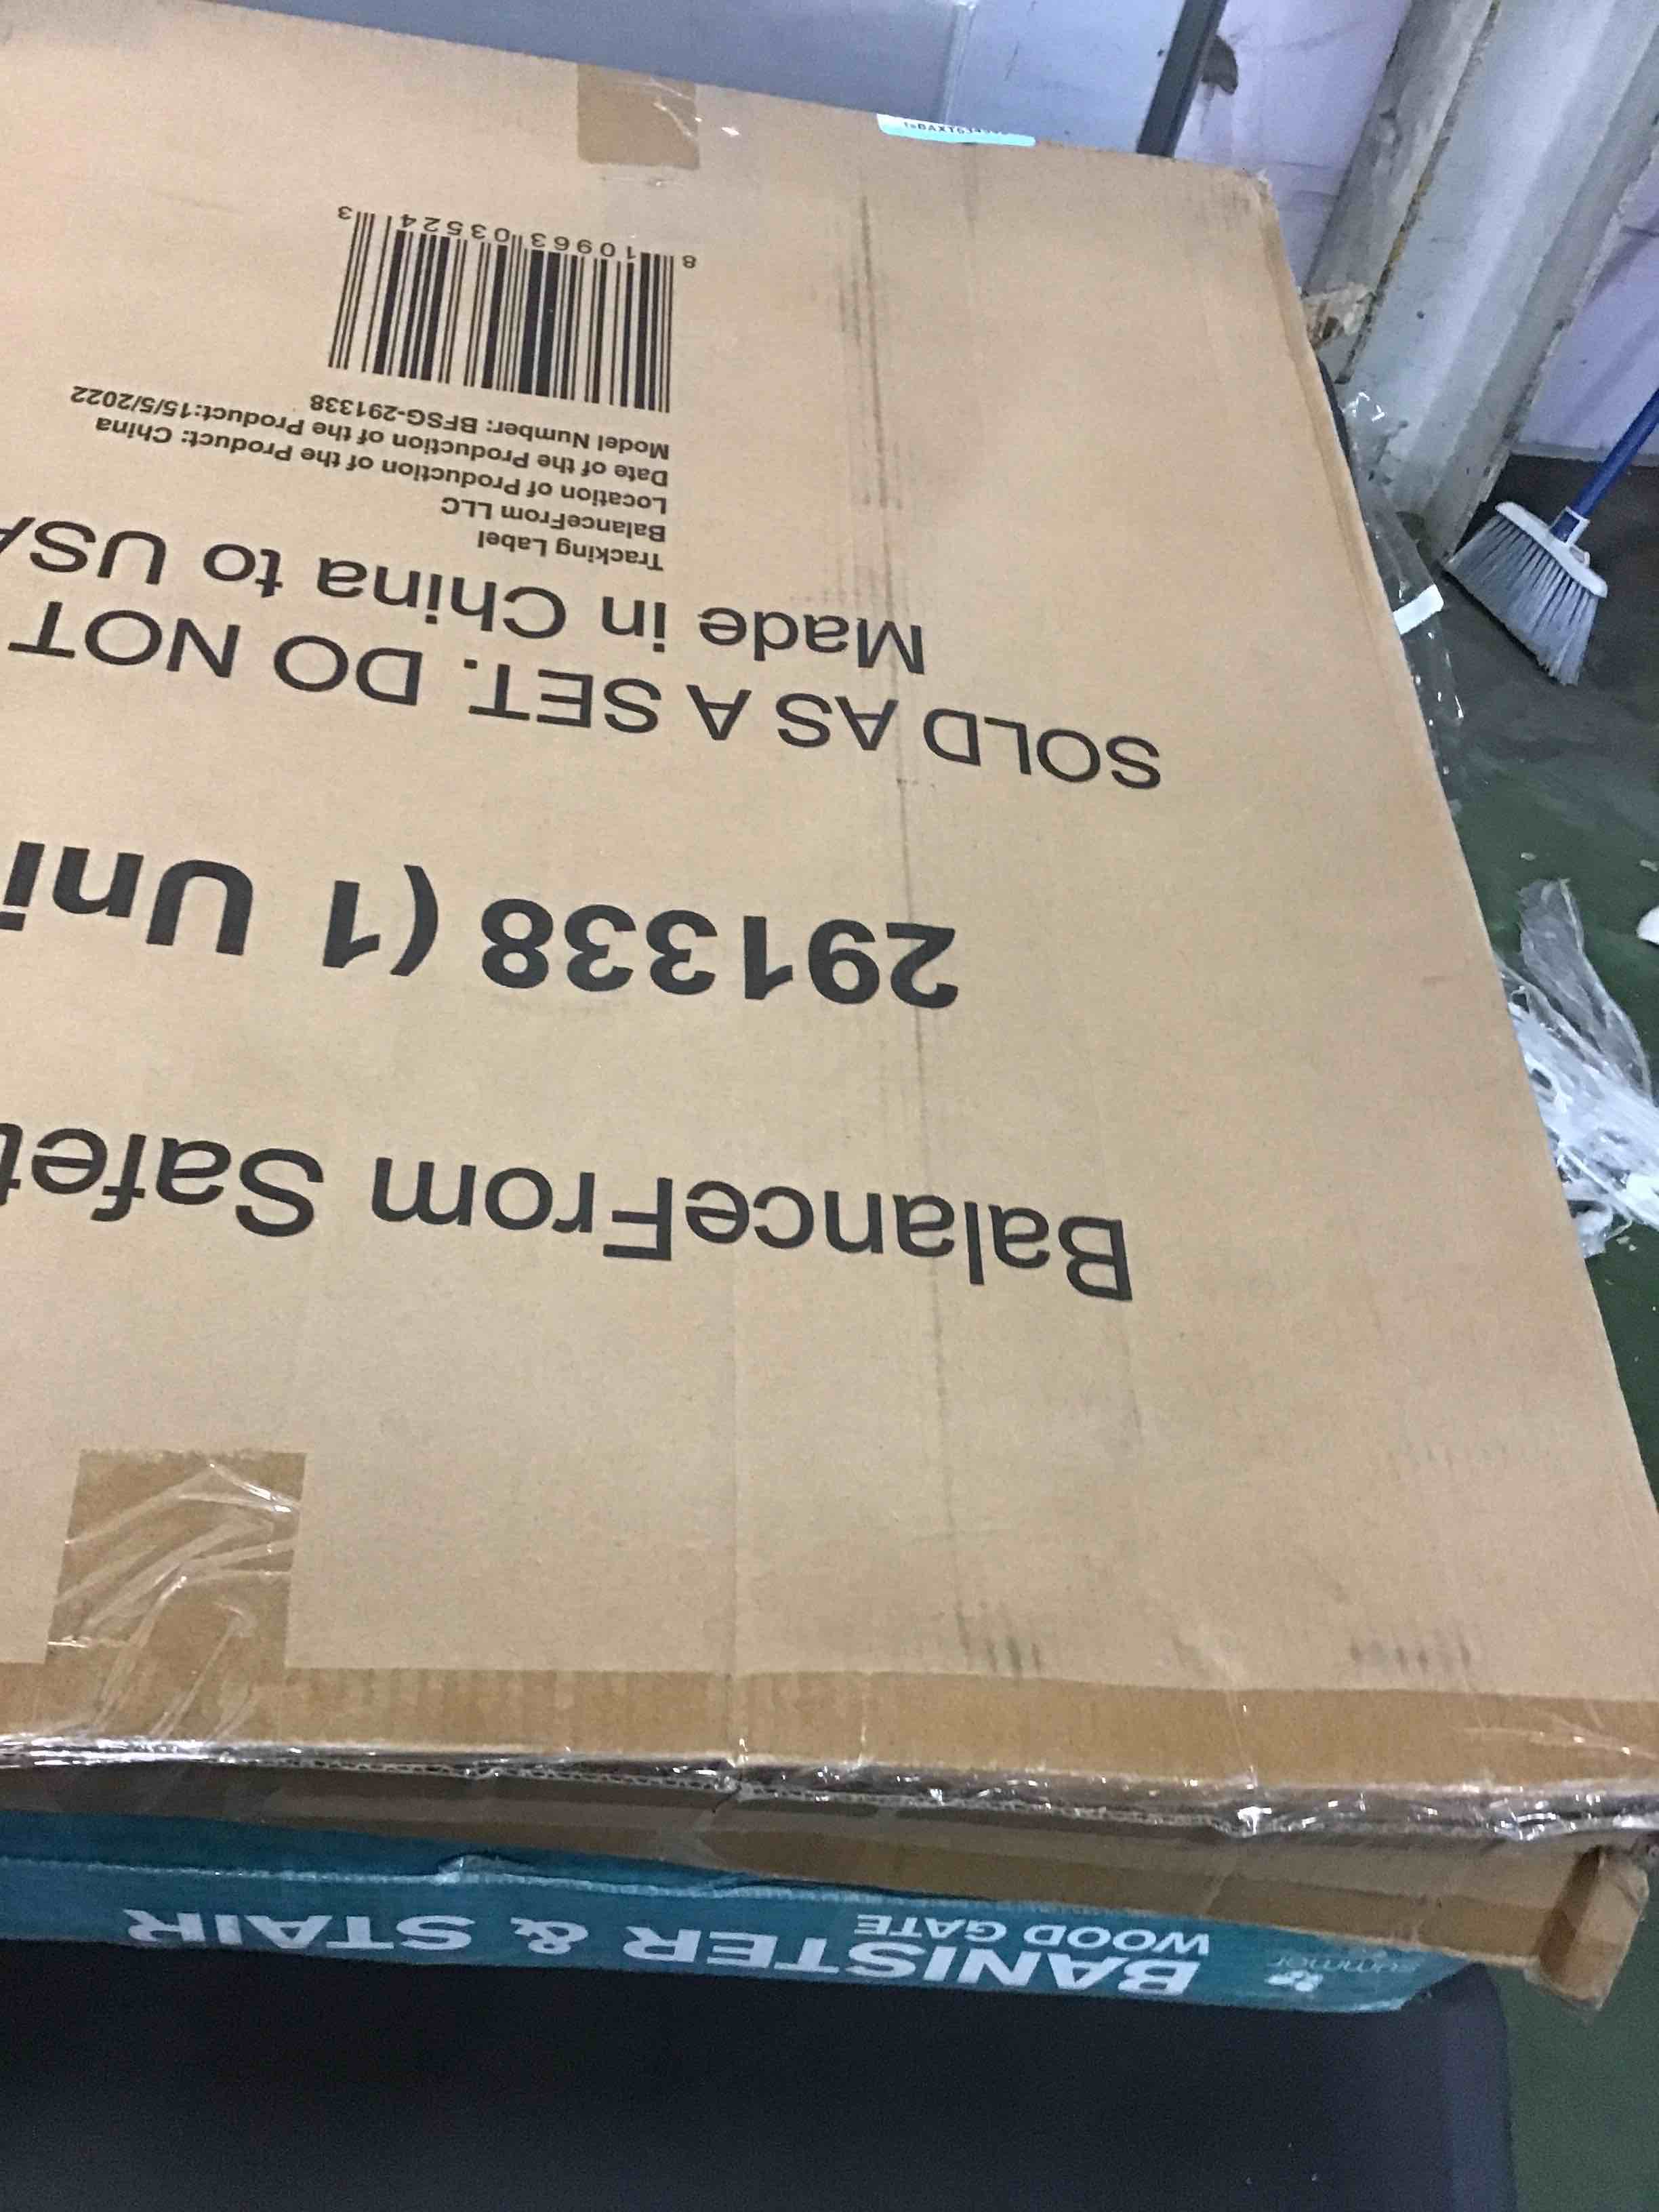 BalanceFrom Safet
291338 (1 Uni
SOLD AS A SET. DO NOT
Made in China to USA
Tracking Label
BalanceFrom LLC
Location of Production of the Product: China
Date of the Production of the Product:15/5/2022
Model Number: BFSG-291338
8 10963 03524 3
summer
BANISTER & STAIR
WOOD GATE